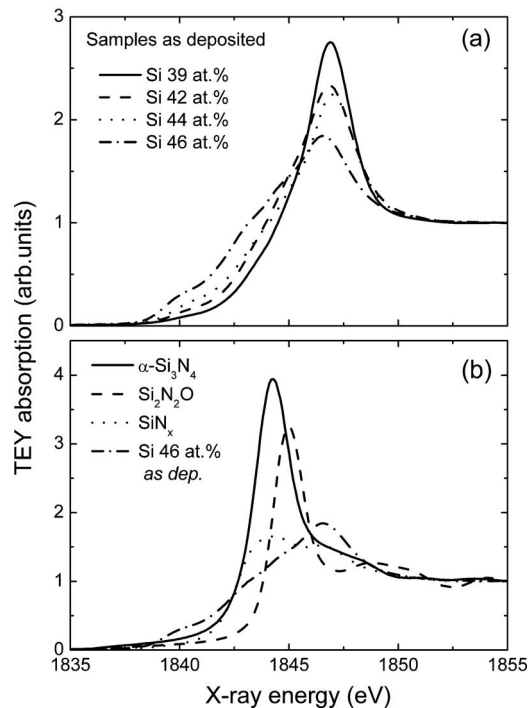 TEY absorption (arb.units)
3
2
1
0
Samples as deposited
(a)
Si 39 at.%
Si 42 at.%
Si 44 at.%
Si 46 at.%
4
3
2
1
0
(b)
α-Si₃N₄
Si₂N₂O
SiNₓ
Si 46 at.%
as dep.
1835 1840 1845 1850 1855
X-ray energy (eV)